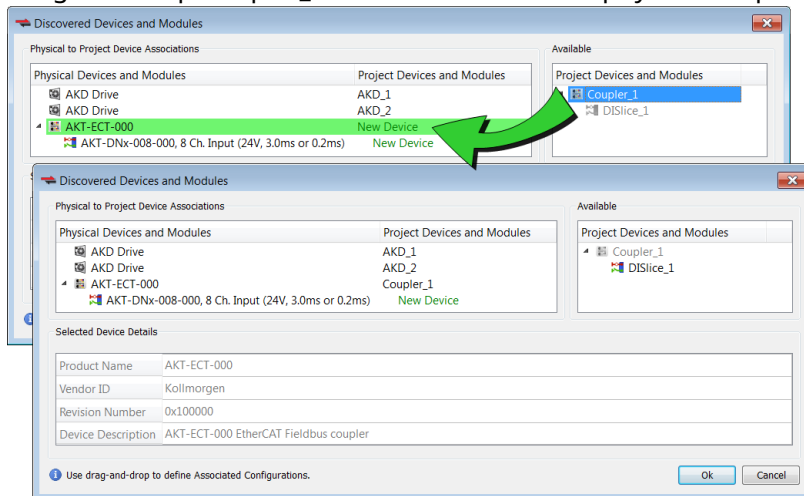 Discovered Devices and Modules
Physical to Project Device Associations
Available
Physical Devices and Modules Project Devices and Modules
Project Devices and Modules
AKD Drive AKD_1
Coupler_1
AKD Drive AKD_2
DISlice_1
AKT-ECT-000 New Device
AKT-DNx-008-000, 8 Ch. Input (24V, 3.0ms or 0.2ms) New Device
Discovered Devices and Modules
Physical to Project Device Associations
Available
Physical Devices and Modules Project Devices and Modules
Project Devices and Modules
AKD Drive AKD_1
Coupler_1
AKD Drive AKD_2
DISlice_1
AKT-ECT-000 Coupler_1
AKT-DNx-008-000, 8 Ch. Input (24V, 3.0ms or 0.2ms) New Device
Selected Device Details
Product Name AKT-ECT-000
Vendor ID Kollmorgen
Revision Number 0x100000
Device Description AKT-ECT-000 EtherCAT Fieldbus coupler
Use drag-and-drop to define Associated Configurations.
Ok Cancel